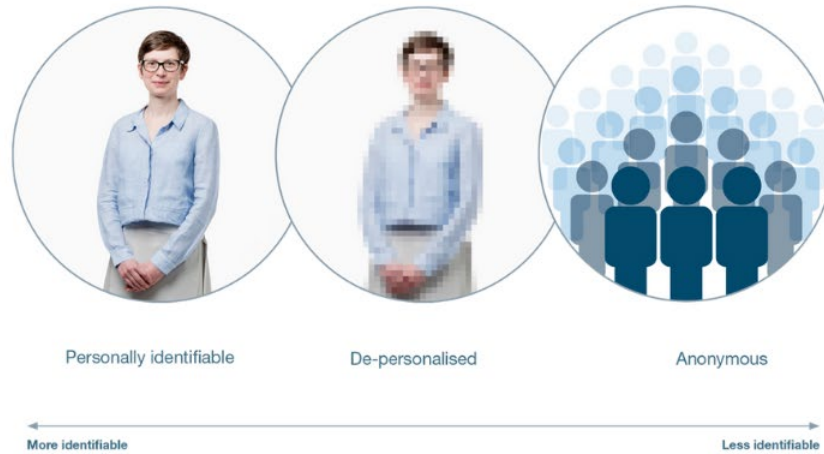 Personally identifiable
De-personalised
Anonymous
More identifiable
Less identifiable